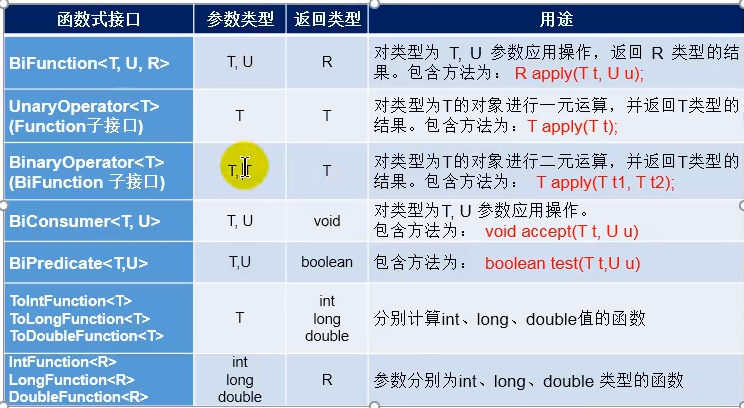 函数式接口 参数类型 返回类型 用途
BiFunction<T, U, R> T, U R 对类型为 T, U 参数应用操作，返回 R 类型的结
果。包含方法为： R apply(T t, U u);
UnaryOperator<T>
(Function子接口) T T 对类型为T的对象进行一元运算，并返回T类型的
结果。包含方法为：T apply(T t);
BinaryOperator<T>
(BiFunction 子接口) T, T 对类型为T的对象进行二元运算，并返回T类型的
结果。包含方法为： T apply(T t1, T t2);
BiConsumer<T, U> T, U void 对类型为T, U 参数应用操作。
包含方法为： void accept(T t, U u)
BiPredicate<T,U> T,U boolean 包含方法为： boolean test(T t,U u)
ToIntFunction<T>
ToLongFunction<T>
ToDoubleFunction<T>
T
int
long
double
分别计算int、long、double值的函数
IntFunction<R>
LongFunction<R>
DoubleFunction<R>
int
long
double
R
参数分别为int、long、double 类型的函数